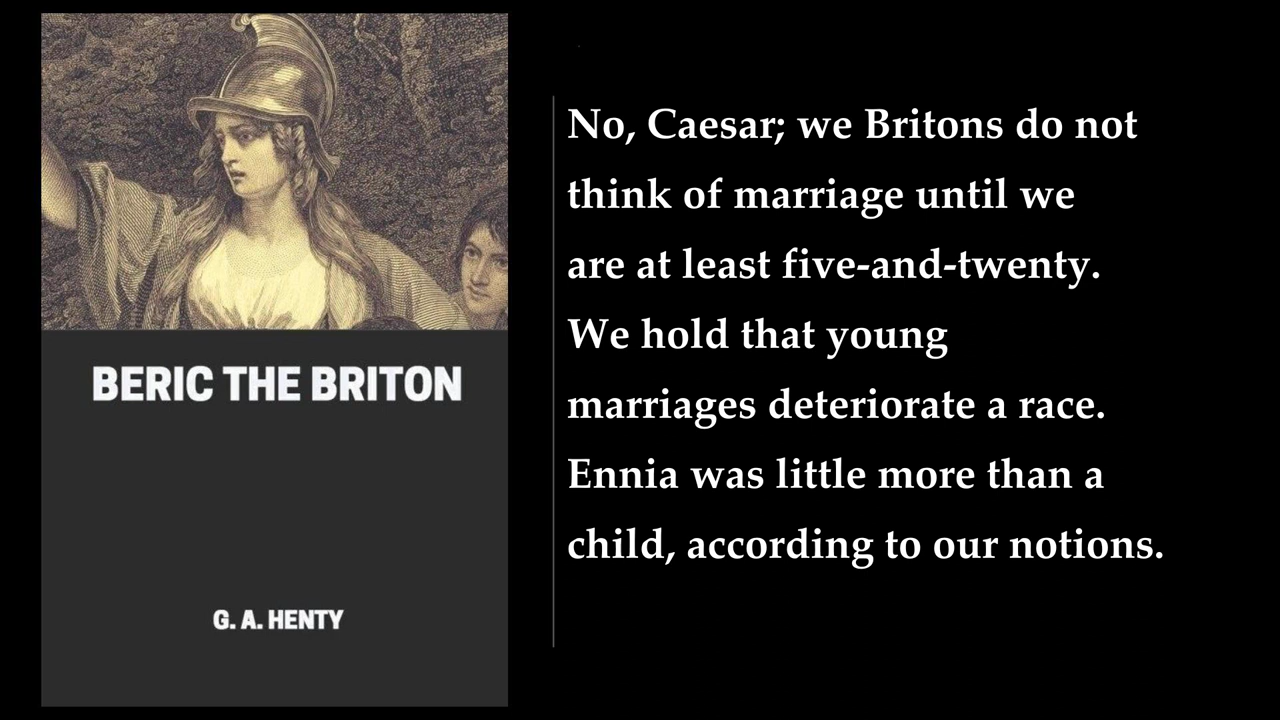 BERIC THE BRITON
G. A. HENTY
No, Caesar; we Britons do not
think of marriage until we
are at least five-and-twenty.
We hold that young
marriages deteriorate a race.
Ennia was little more than a
child, according to our notions.